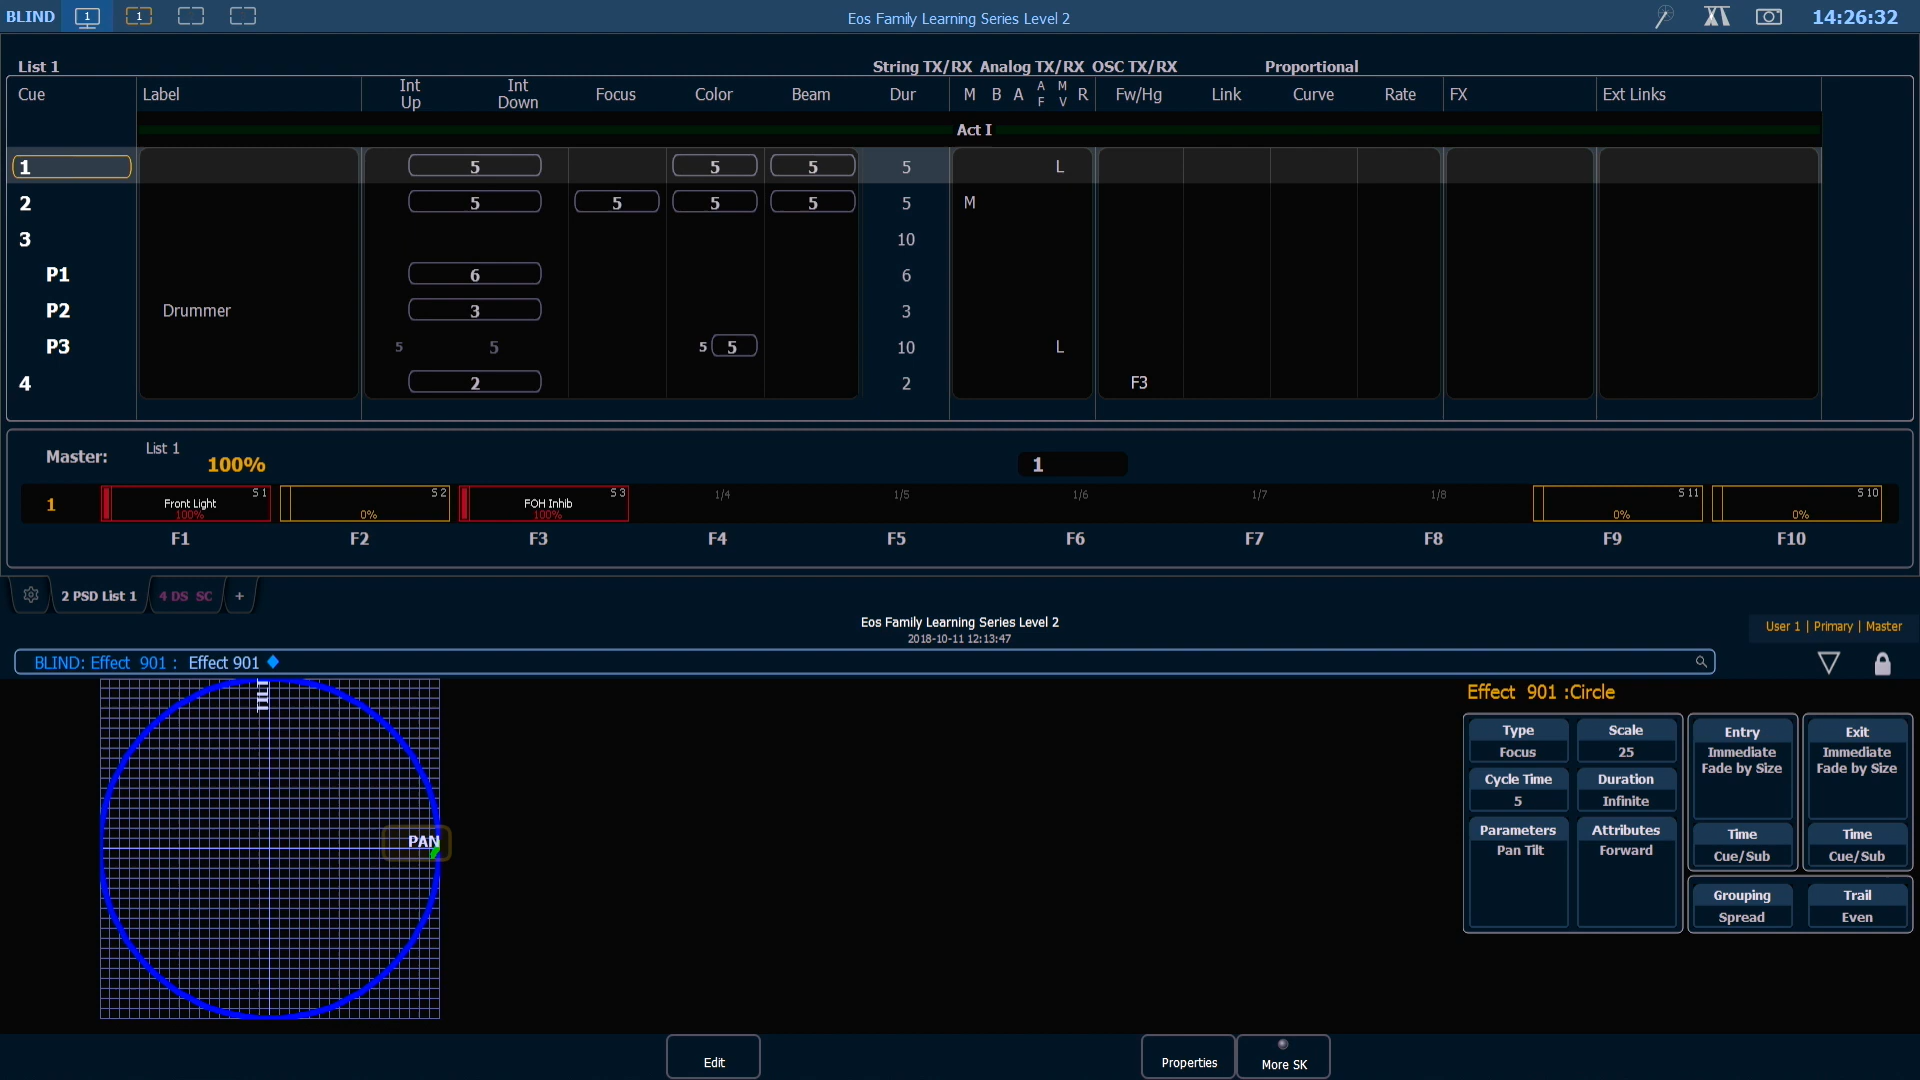 BLIND 1 1 Eos Family Learning Series Level 2 14:26:32
List 1 String TX/RX Analog TX/RX OSC TX/RX Proportional
Cue Label Int Up Int Down Focus Color Beam Dur M B A AF MV R Fw/Hg Link Curve Rate FX Ext Links
Act I
1 5 5 5 5 L
2 5 5 5 5 5 M
3 10
P1 6 6
P2 Drummer 3 3
P3 5 5 5 5 10 L
4 2 2 F3
Master: List 1 100% 1
1 Front Light 100% S 1 0% S 2 FOH Inhib 100% S 3 1/4 1/5 1/6 1/7 1/8 0% S 11 0% S 10
F1 F2 F3 F4 F5 F6 F7 F8 F9 F10
2 PSD List 1 4 DS SC +
Eos Family Learning Series Level 2
2018-10-11 12:13:47
User 1 | Primary | Master
BLIND: Effect 901 : Effect 901
TILT
PAN
Effect 901 :Circle
Type
Focus
Scale
25
Cycle Time
5
Duration
Infinite
Parameters
Pan Tilt
Attributes
Forward
Entry
Immediate
Fade by Size
Time
Cue/Sub
Exit
Immediate
Fade by Size
Time
Cue/Sub
Grouping
Spread
Trail
Even
Edit Properties More SK